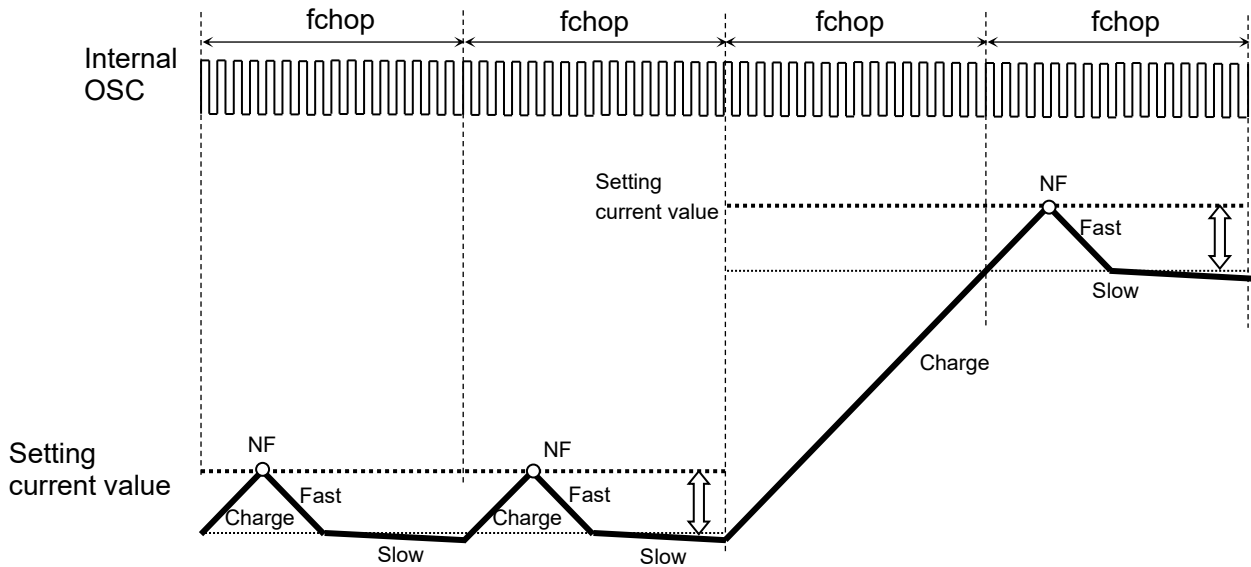 fchop
fchop
fchop
fchop
Internal
OSC
Setting
current value
NF
Fast
Slow
Charge
Setting
current value
NF
Fast
Charge
Slow
NF
Fast
Charge
Slow